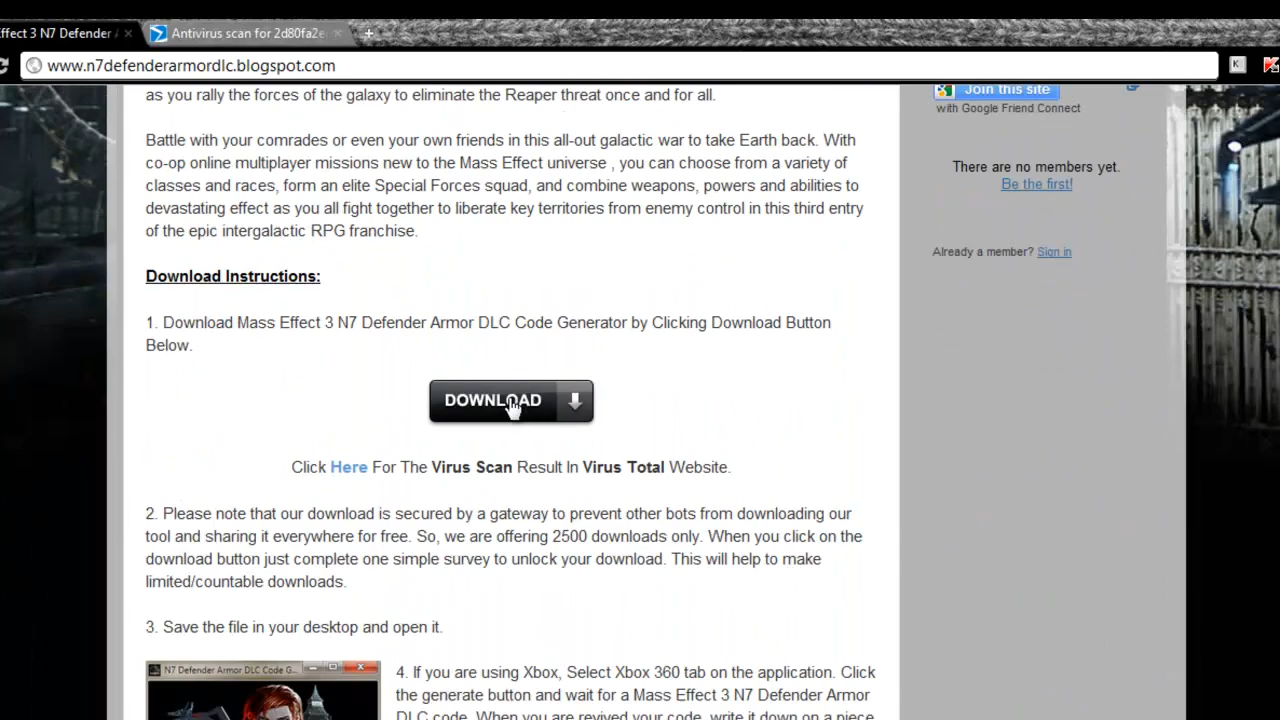 ffect 3 N7 Defender A
Antivirus scan for 2d80fa2e
www.n7defenderarmordlc.blogspot.com
K
as you rally the forces of the galaxy to eliminate the Reaper threat once and for all.
Join this site
with Google Friend Connect
Battle with your comrades or even your own friends in this all-out galactic war to take Earth back. With
co-op online multiplayer missions new to the Mass Effect universe , you can choose from a variety of
classes and races, form an elite Special Forces squad, and combine weapons, powers and abilities to
devastating effect as you all fight together to liberate key territories from enemy control in this third entry
of the epic intergalactic RPG franchise.
There are no members yet.
Be the first!
Already a member? Sign in
Download Instructions:
1. Download Mass Effect 3 N7 Defender Armor DLC Code Generator by Clicking Download Button
Below.
DOWNLOAD
Click Here For The Virus Scan Result In Virus Total Website.
2. Please note that our download is secured by a gateway to prevent other bots from downloading our
tool and sharing it everywhere for free. So, we are offering 2500 downloads only. When you click on the
download button just complete one simple survey to unlock your download. This will help to make
limited/countable downloads.
3. Save the file in your desktop and open it.
N7 Defender Armor DLC Code G...
4. If you are using Xbox, Select Xbox 360 tab on the application. Click
the generate button and wait for a Mass Effect 3 N7 Defender Armor
DLC code. When you are revived your code, write it down on a piece